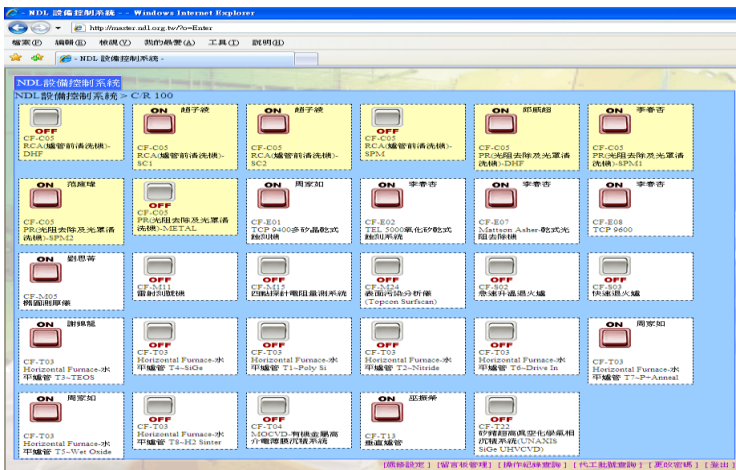 - NDL 設備控制系統 - - Windows Internet Explorer
http://master.ndl.org.tw/?o=Enter
檔案(F) 編輯(E) 檢視(V) 我的最愛(A) 工具(T) 說明(H)
- NDL 設備控制系統 -
NDL設備控制系統
NDL設備控制系統 > C/R 100
OFF
CF-C05
RCA(爐管前清洗機)-
DHF
ON 趙子綾
CF-C05
RCA(爐管前清洗機)-
SC1
ON 趙子綾
CF-C05
RCA(爐管前清洗機)-
SC2
OFF
CF-C05
RCA(爐管前清洗機)-
SPM
ON 邱麒超
CF-C05
PR(光阻去除及光罩清
洗機)-DHF
ON 李春杏
CF-C05
PR(光阻去除及光罩清
洗機)-SPM1
ON
CF-C05
PR(光阻去除及光罩清
洗機)-SPM2
OFF
CF-C05
PR(光阻去除及光罩清
洗機)-METAL
ON 周家如
CF-E01
TCP 9400多矽晶乾式
蝕刻機
ON 李春杏
CF-E02
TEL 5000氧化矽乾式
蝕刻系統
ON 李春杏
CF-E07
Mattson Asher-乾式光
阻去除機
ON 李春杏
CF-E08
TCP 9600
ON 劉思菁
CF-M05
橢圓測厚儀
OFF
CF-M11
雷射刻號機
OFF
CF-M15
四點探針電阻量測系統
OFF
CF-M24
表面污染分析儀
(Topcon Surfscan)
OFF
CF-S02
急速升溫退火爐
OFF
CF-S03
快速退火爐
ON 謝錦龍
CF-T03
Horizontal Furnace-水
平爐管 T3~TEOS
OFF
CF-T03
Horizontal Furnace-水
平爐管 T4~SiGe
OFF
CF-T03
Horizontal Furnace-水
平爐管 T1~Poly Si
OFF
CF-T03
Horizontal Furnace-水
平爐管 T2~Nitride
OFF
CF-T03
Horizontal Furnace-水
平爐管 T6~Drive In
ON 周家如
CF-T03
Horizontal Furnace-水
平爐管 T7~P+Anneal
ON 周家如
CF-T03
Horizontal Furnace-水
平爐管 T5~Wet Oxide
OFF
CF-T03
Horizontal Furnace-水
平爐管 T8~H2 Sinter
OFF
CF-T04
MOCVD-有機金屬高
介電薄膜沉積系統
ON 巫振榮
CF-T13
垂直爐管
OFF
CF-T22
矽鍺超高真空化學氣相
沉積系統(UNAXIS
SiGe UHVCVD)
[維修設定] [留言板管理] [操作紀錄查詢] [代工批號查詢] [更改密碼] [登出]